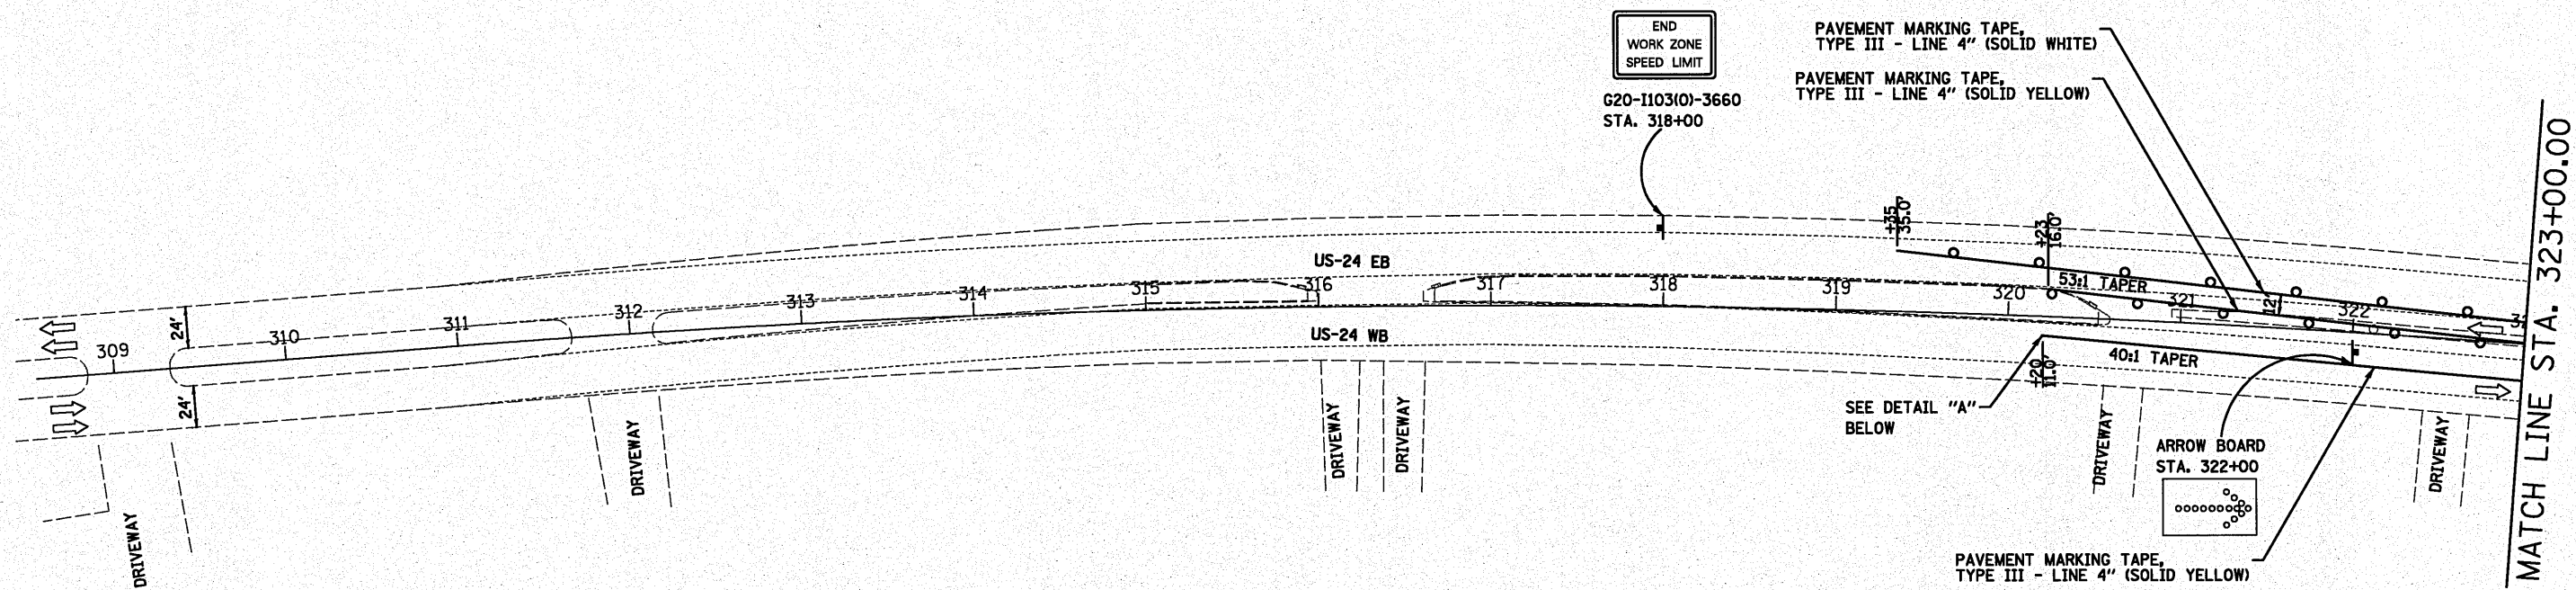 END
WORK ZONE
SPEED LIMIT
G20-I103(0)-3660
STA. 318+00
PAVEMENT MARKING TAPE,
TYPE III - LINE 4" (SOLID WHITE)
PAVEMENT MARKING TAPE,
TYPE III - LINE 4" (SOLID YELLOW)
+35
35.0'
+23
16.0'
53:1 TAPER
12'
US-24 EB
US-24 WB
309
310
311
312
313
314
315
316
317
318
319
320
321
322
24'
24'
40:1 TAPER
+20
11.0'
SEE DETAIL "A"
BELOW
ARROW BOARD
STA. 322+00
PAVEMENT MARKING TAPE,
TYPE III - LINE 4" (SOLID YELLOW)
DRIVEWAY
DRIVEWAY
DRIVEWAY
DRIVEWAY
DRIVEWAY
DRIVEWAY
MATCH LINE STA. 323+00.00